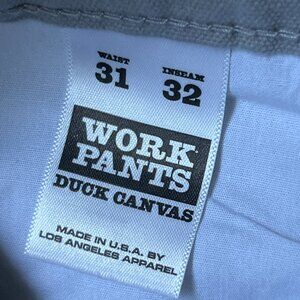 WAIST INSEAM
31 32
WORK
PANTS
DUCK CANVAS
MADE IN U.S.A. BY
LOS ANGELES APPAREL